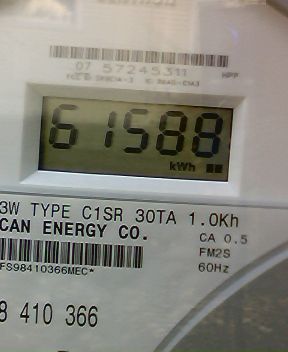 07 57245311
HPP
61588
kWh
3W TYPE C1SR 30TA 1.0Kh
CAN ENERGY CO. CA 0.5
FM2S
FS98410366MEC* 60Hz
8 410 366